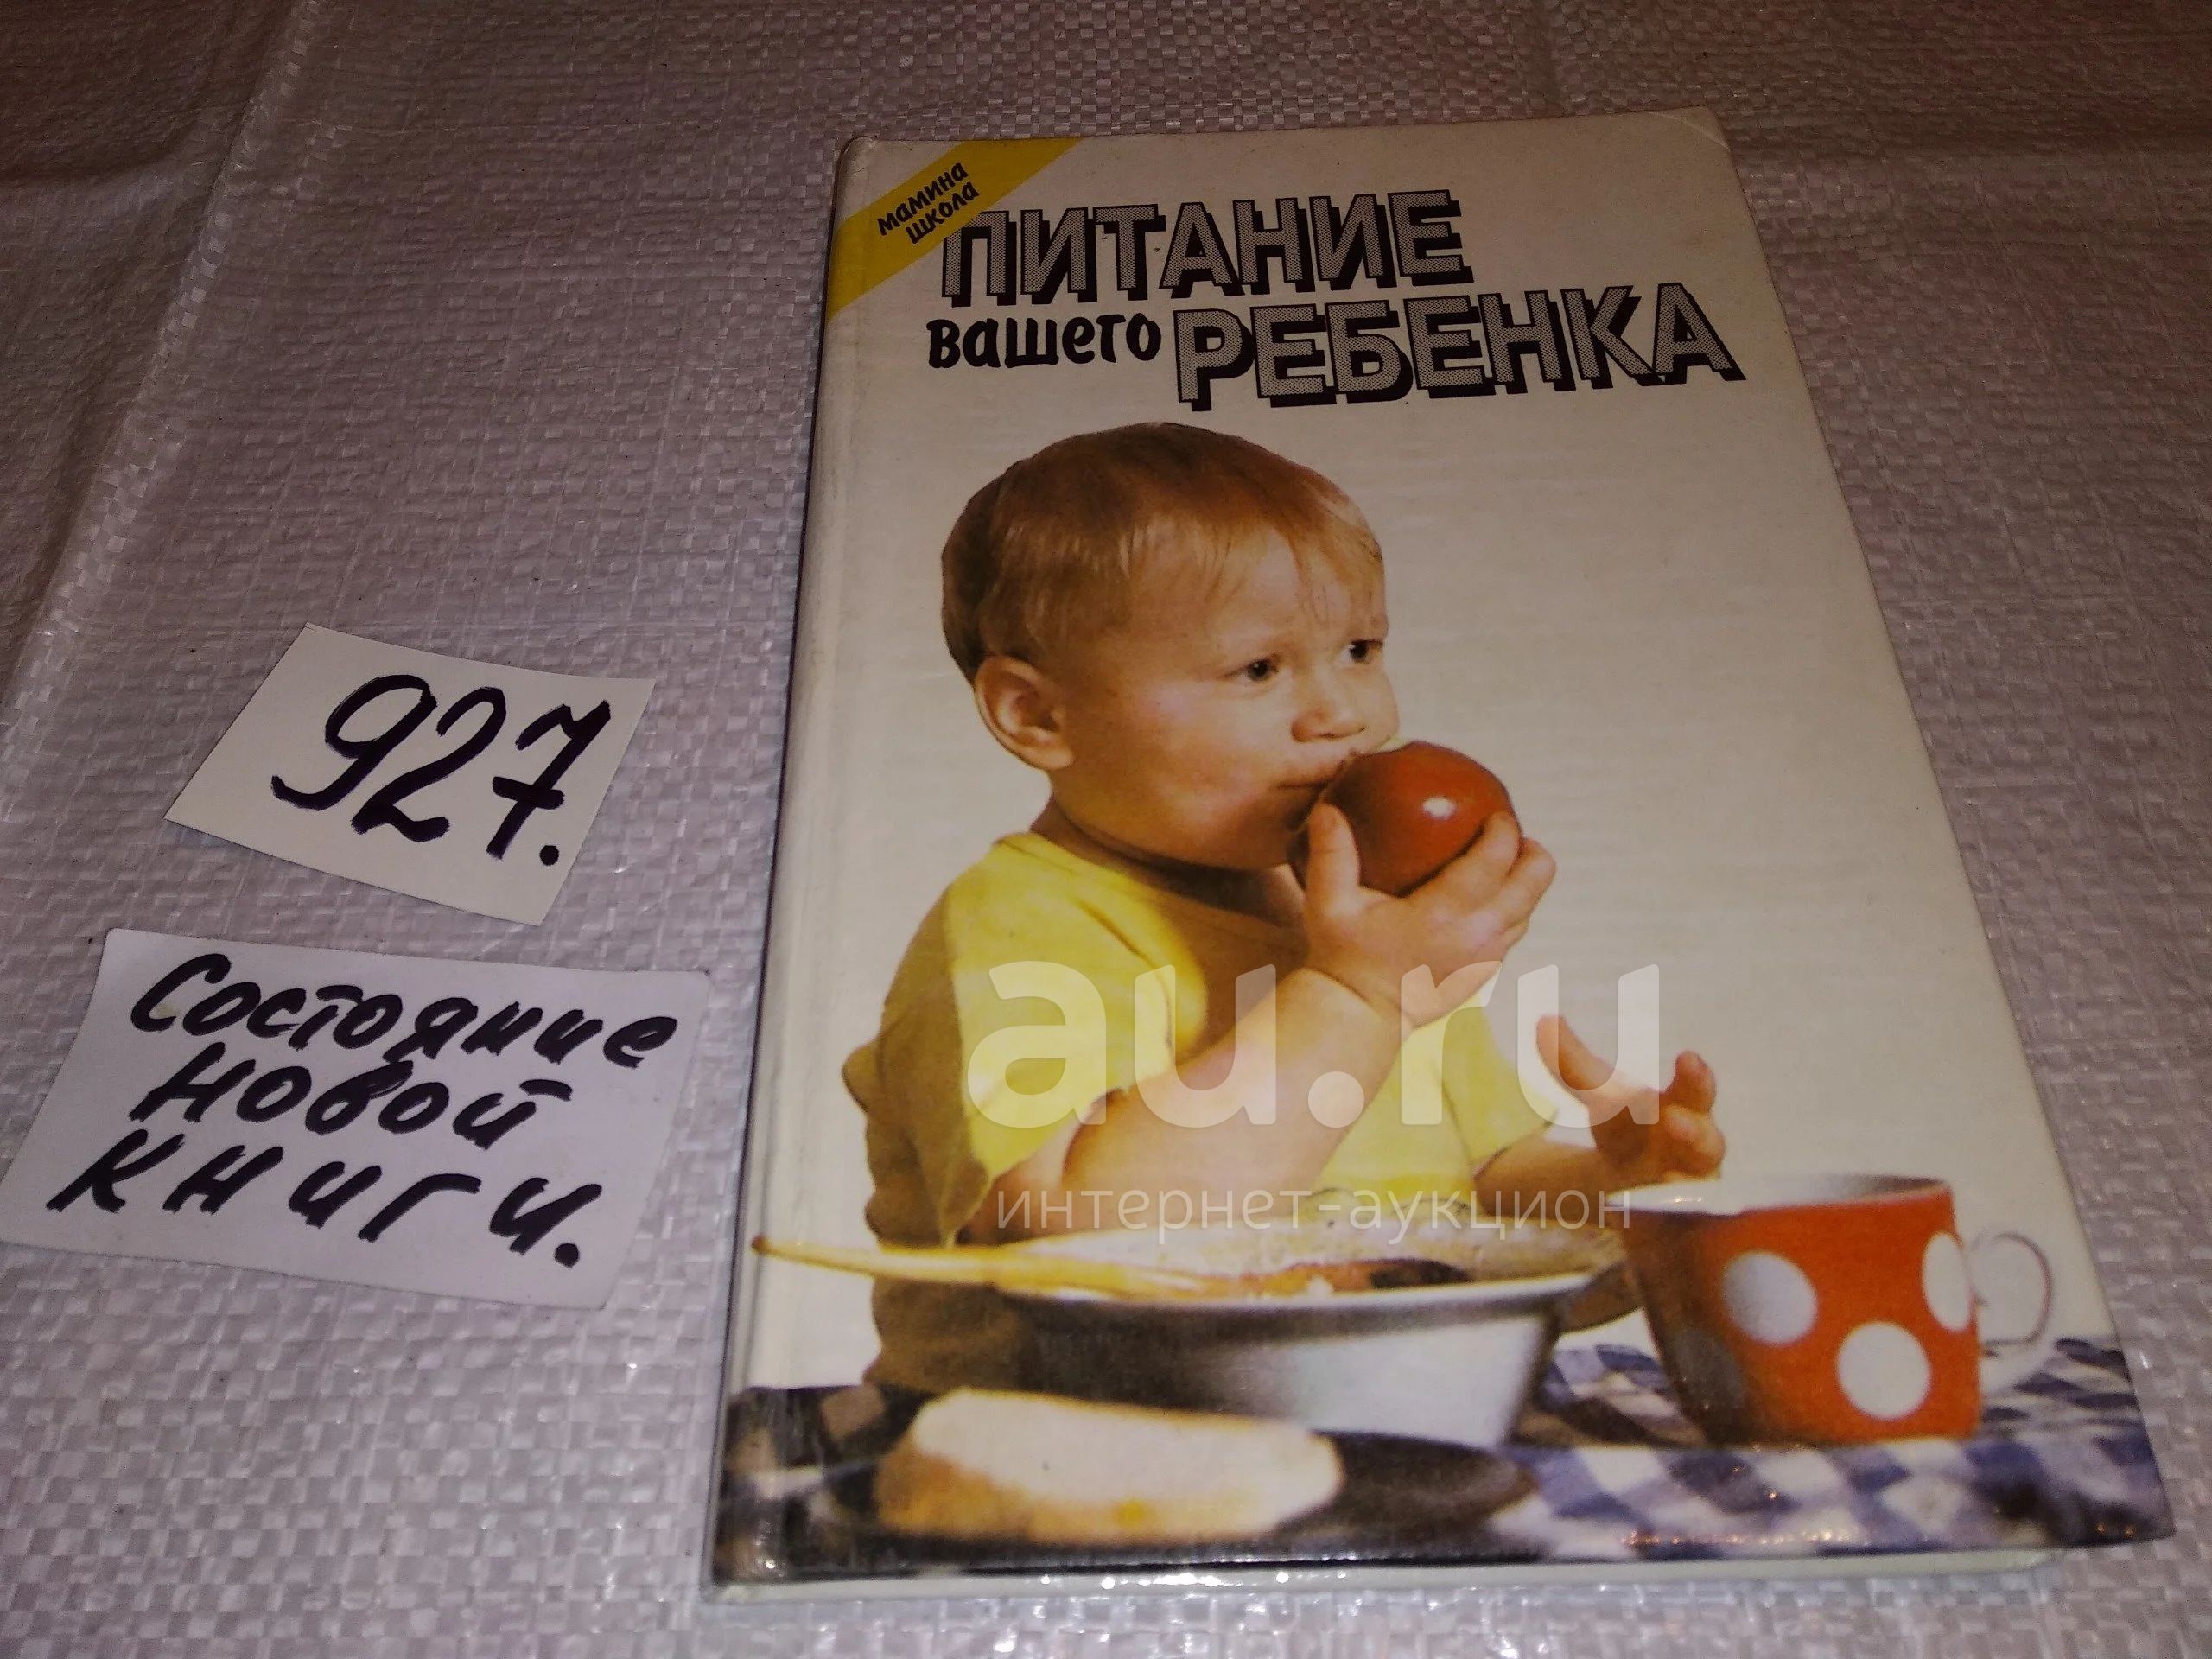 мамина
школа
ПИТАНИЕ
вашего РЕБЕНКА
927.
Состояние
новой
книги.
au.ru
интернет-аукцион